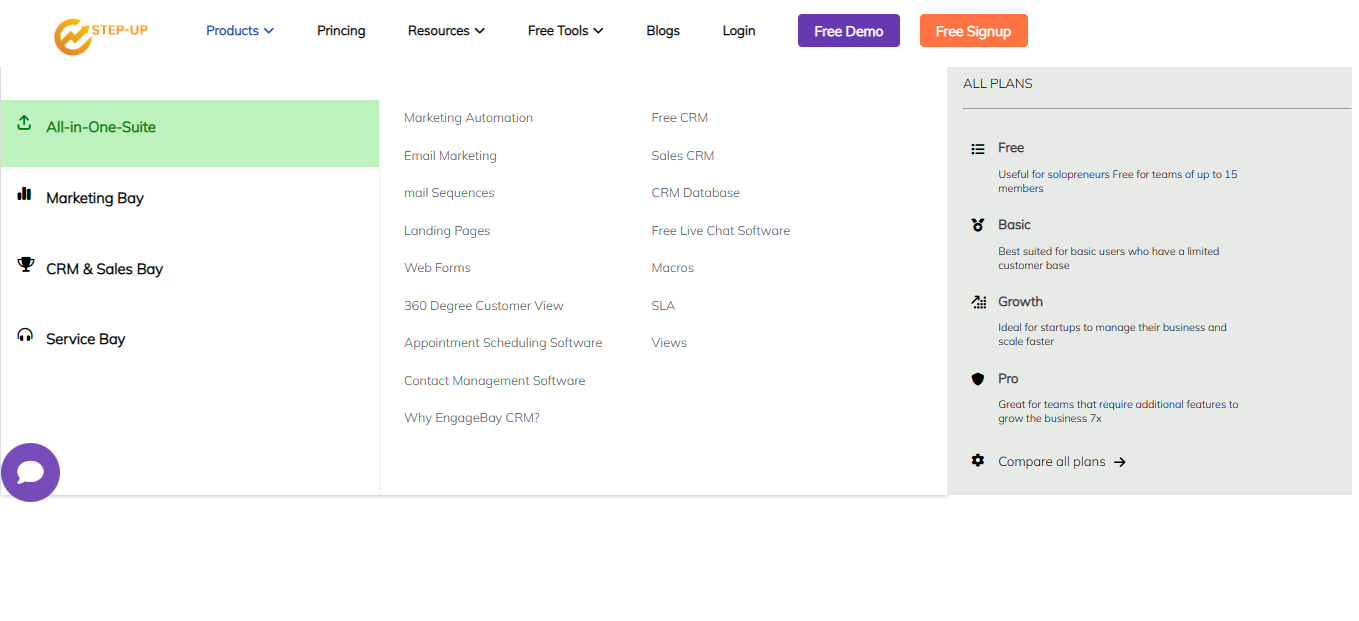 STEP-UP
Products
Princing
Resources
Free Tools
Blogs
Login
Free Demo
Free Signup
All-in-One-Suite
Marketing Bay
CRM & Sales Bay
Service Bay
Marketing Automation
Email Marketing
mail Sequences
Landing Pages
Web Forms
360 Degree Customer View
Appointment Scheduling Software
Contact Management Software
Why EngageBay CRM?
Free CRM
Sales CRM
CRM Database
Free Live Chat Software
Macros
SLA
Views
ALL PLANS
Free
Useful for solopreneurs Free for teams of up to 15
members
Basic
Best suited for basic users who have a limited
customer base
Growth
Ideal for startups to manage their business and
scale faster
Pro
Great for teams that require additional features to
grow the business 7x
Compare all plans